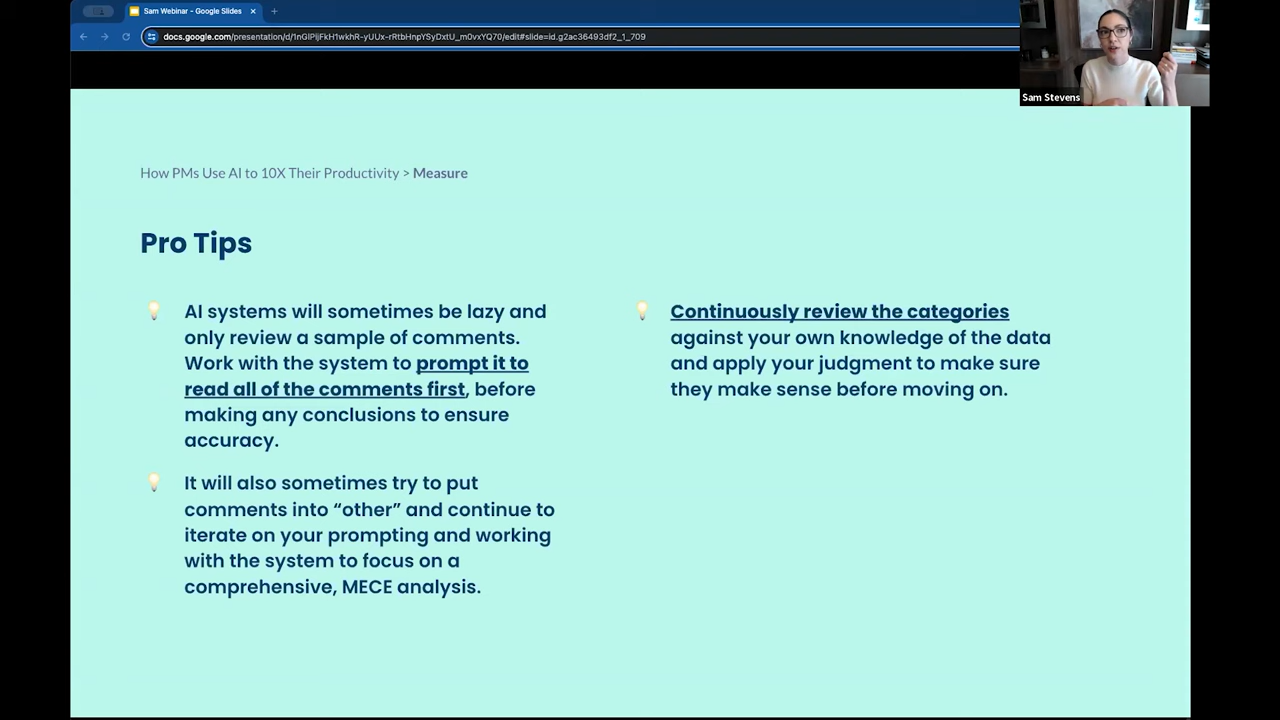 Sam Webinar - Google Slides
docs.google.com/presentation/d/1nGlPljFkH1wkhR-yUUx-rRtbHnpYSyDxtU_m0vxYQ70/edit#slide=id.g2ac36493df2_1_709
Sam Stevens
How PMs Use AI to 10X Their Productivity > Measure
Pro Tips
AI systems will sometimes be lazy and
only review a sample of comments.
Work with the system to prompt it to
read all of the comments first, before
making any conclusions to ensure
accuracy.
It will also sometimes try to put
comments into “other” and continue to
iterate on your prompting and working
with the system to focus on a
comprehensive, MECE analysis.
Continuously review the categories
against your own knowledge of the data
and apply your judgment to make sure
they make sense before moving on.